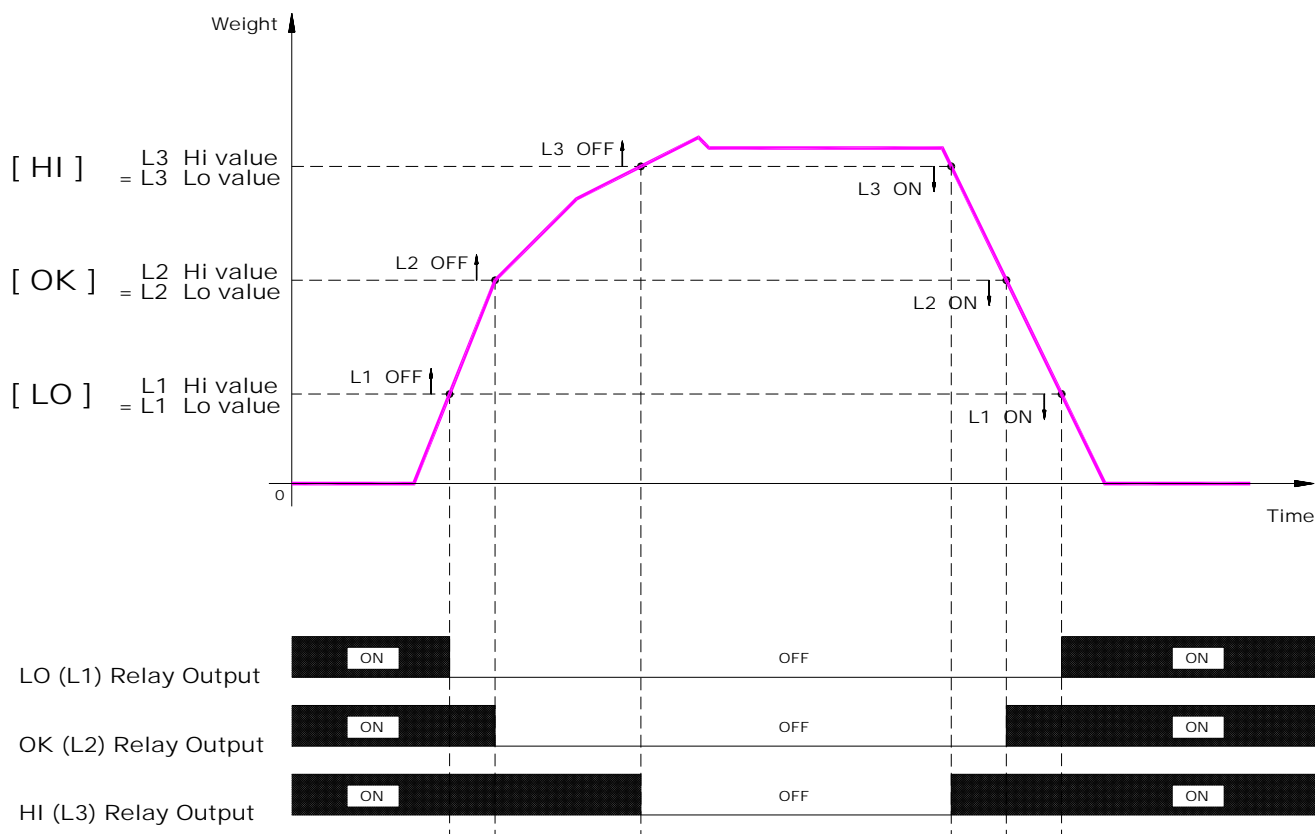 Weight
[ HI ] L3 Hi value
= L3 Lo value
L3 OFF
L3 ON
[ OK ] L2 Hi value
= L2 Lo value
L2 OFF
L2 ON
[ LO ] L1 Hi value
= L1 Lo value
L1 OFF
L1 ON
0
Time
LO (L1) Relay Output ON OFF ON
OK (L2) Relay Output ON OFF ON
HI (L3) Relay Output ON OFF ON